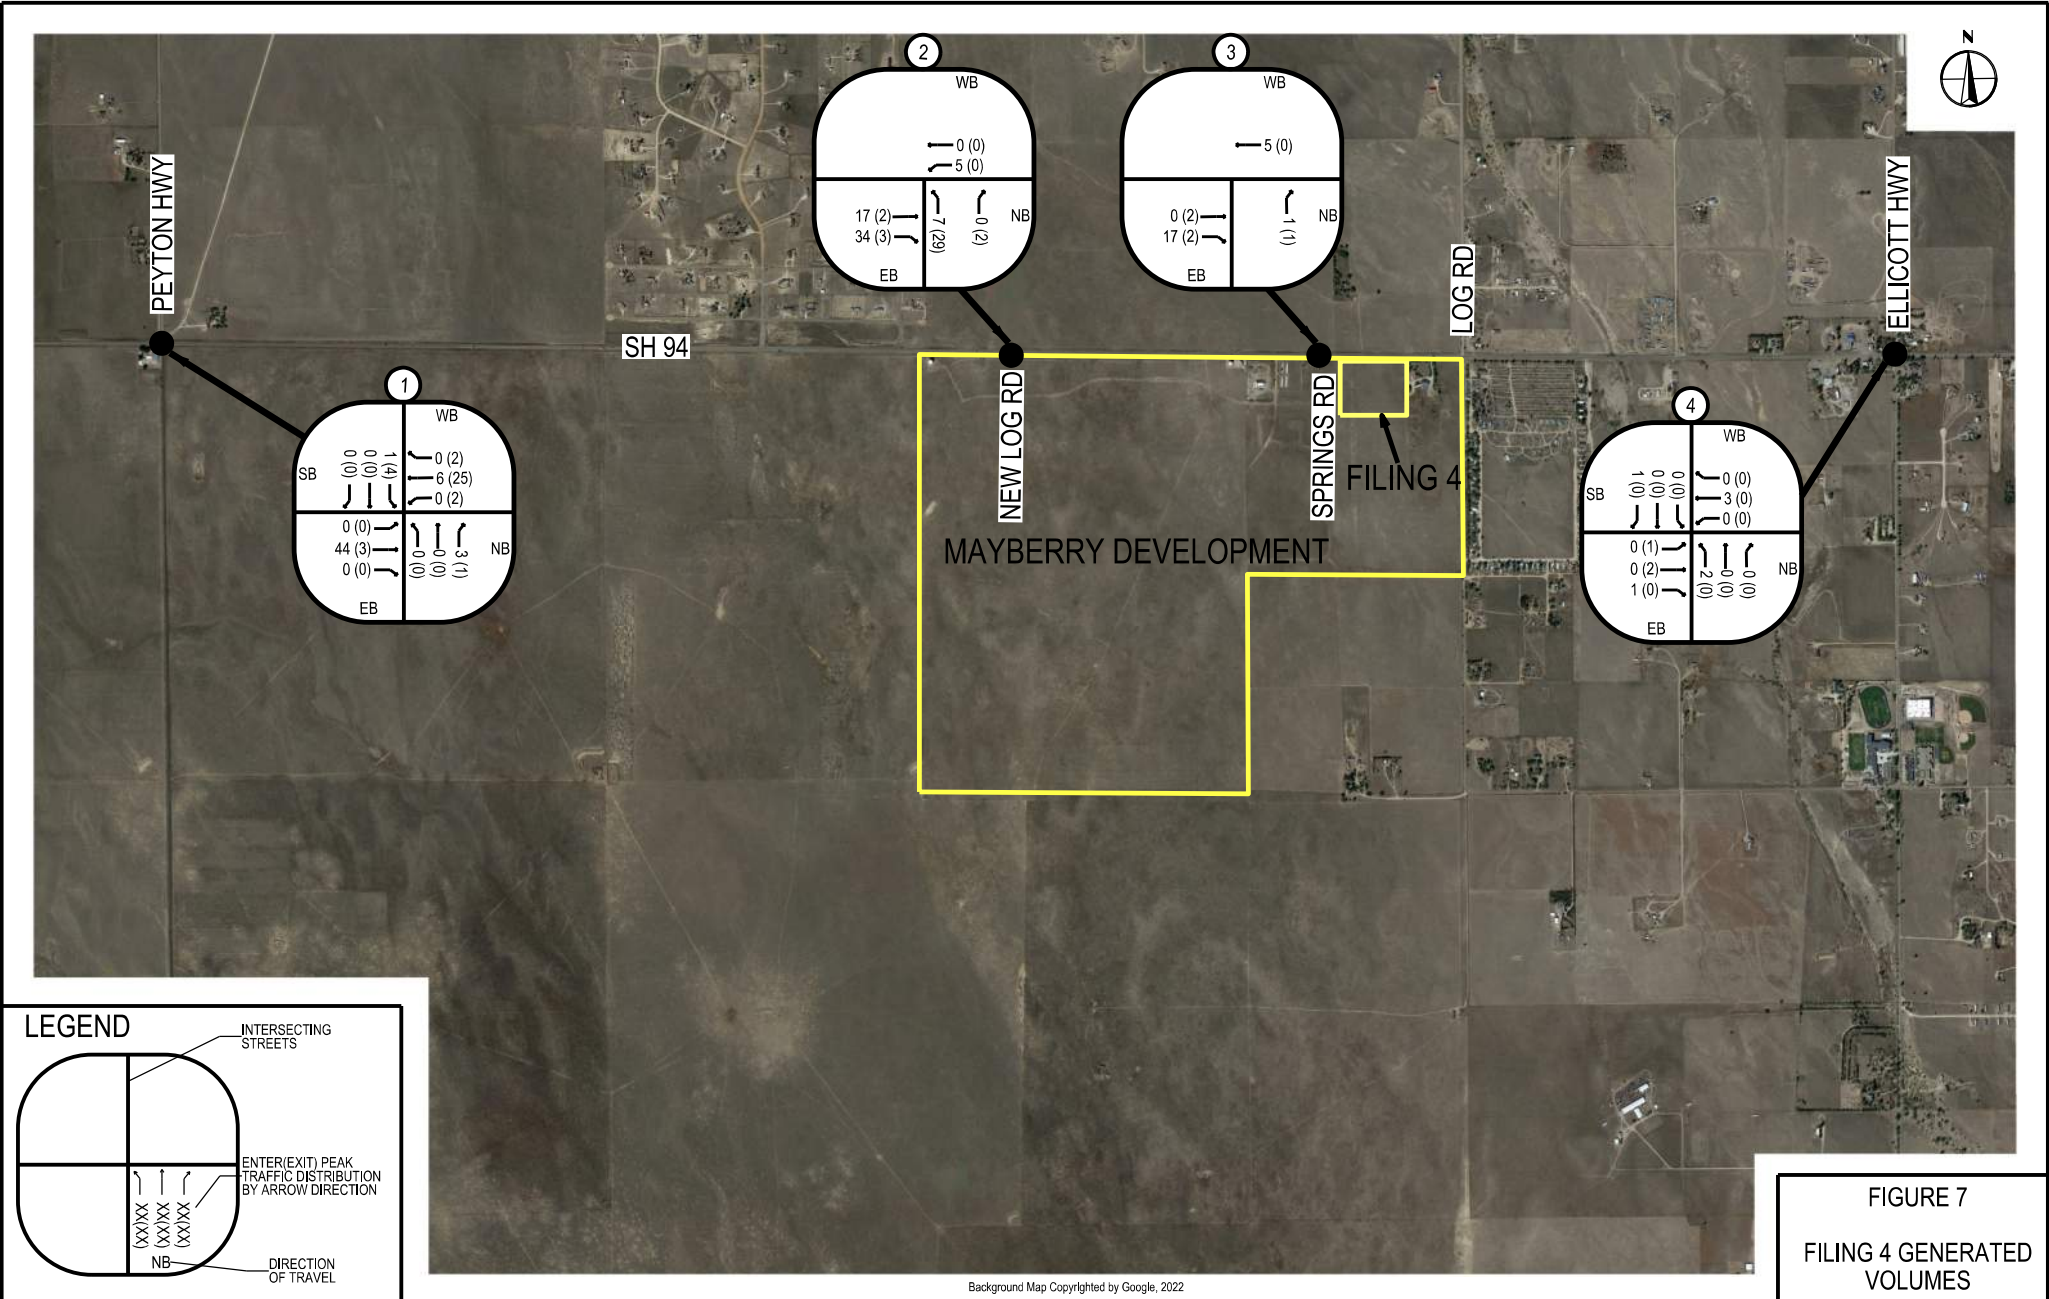 N
2
WB
0 (0)
5 (0)
17 (2)
34 (3)
7 (29)
0 (2)
NB
EB
3
WB
5 (0)
0 (2)
17 (2)
1 (1)
NB
EB
PEYTON HWY
SH 94
NEW LOG RD
SPRINGS RD
LOG RD
ELLICOTT HWY
FILING 4
MAYBERRY DEVELOPMENT
1
WB
SB
0 (0)
0 (0)
1 (4)
0 (2)
6 (25)
0 (2)
0 (0)
44 (3)
0 (0)
0 (0)
0 (0)
3 (1)
NB
EB
4
WB
SB
1 (0)
0 (0)
0 (0)
0 (0)
3 (0)
0 (0)
0 (1)
0 (2)
1 (0)
2 (0)
0 (0)
0 (0)
NB
EB
LEGEND
INTERSECTING
STREETS
ENTER(EXIT) PEAK
TRAFFIC DISTRIBUTION
BY ARROW DIRECTION
XX(XX)
XX(XX)
XX(XX)
NB
DIRECTION
OF TRAVEL
Background Map Copyrighted by Google, 2022
FIGURE 7
FILING 4 GENERATED
VOLUMES